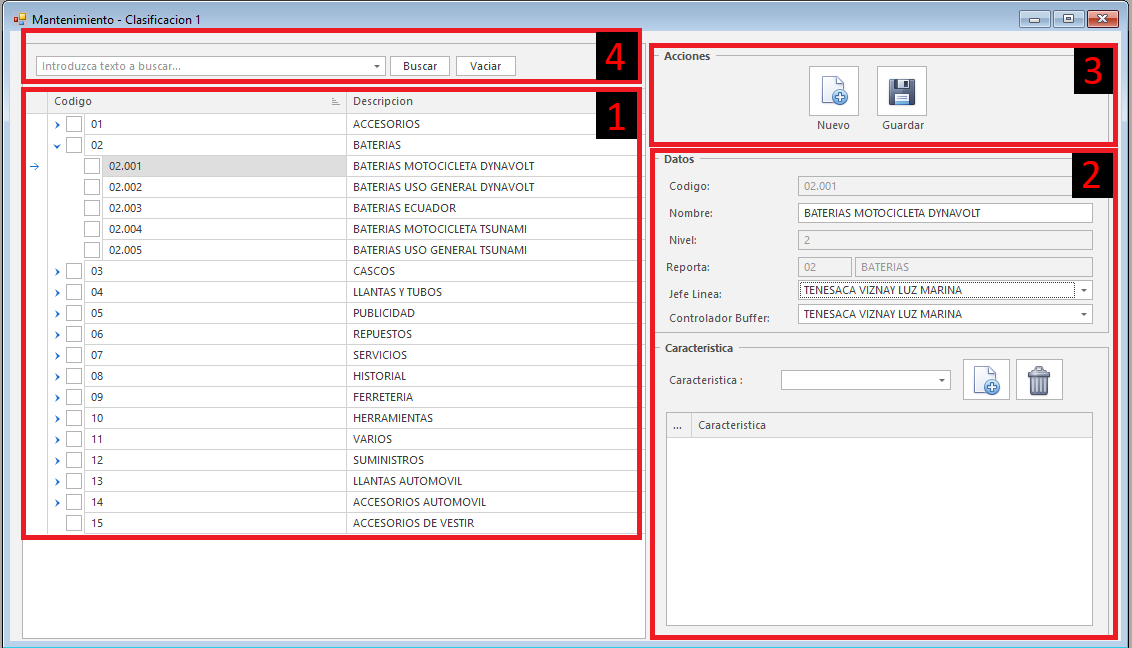 Mantenimiento - Clasificacion 1
4
Introduzca texto a buscar...
Buscar
Vaciar
1
Codigo Descripcion
01 ACCESORIOS
02 BATERIAS
02.001 BATERIAS MOTOCICLETA DYNAVOLT
02.002 BATERIAS USO GENERAL DYNAVOLT
02.003 BATERIAS ECUADOR
02.004 BATERIAS MOTOCICLETA TSUNAMI
02.005 BATERIAS USO GENERAL TSUNAMI
03 CASCOS
04 LLANTAS Y TUBOS
05 PUBLICIDAD
06 REPUESTOS
07 SERVICIOS
08 HISTORIAL
09 FERRETERIA
10 HERRAMIENTAS
11 VARIOS
12 SUMINISTROS
13 LLANTAS AUTOMOVIL
14 ACCESORIOS AUTOMOVIL
15 ACCESORIOS DE VESTIR
Acciones
3
Nuevo
Guardar
Datos
2
Codigo: 02.001
Nombre: BATERIAS MOTOCICLETA DYNAVOLT
Nivel: 2
Reporta: 02 BATERIAS
Jefe Linea: TENESACA VIZNAY LUZ MARINA
Controlador Buffer: TENESACA VIZNAY LUZ MARINA
Caracteristica
Caracteristica :
... Caracteristica